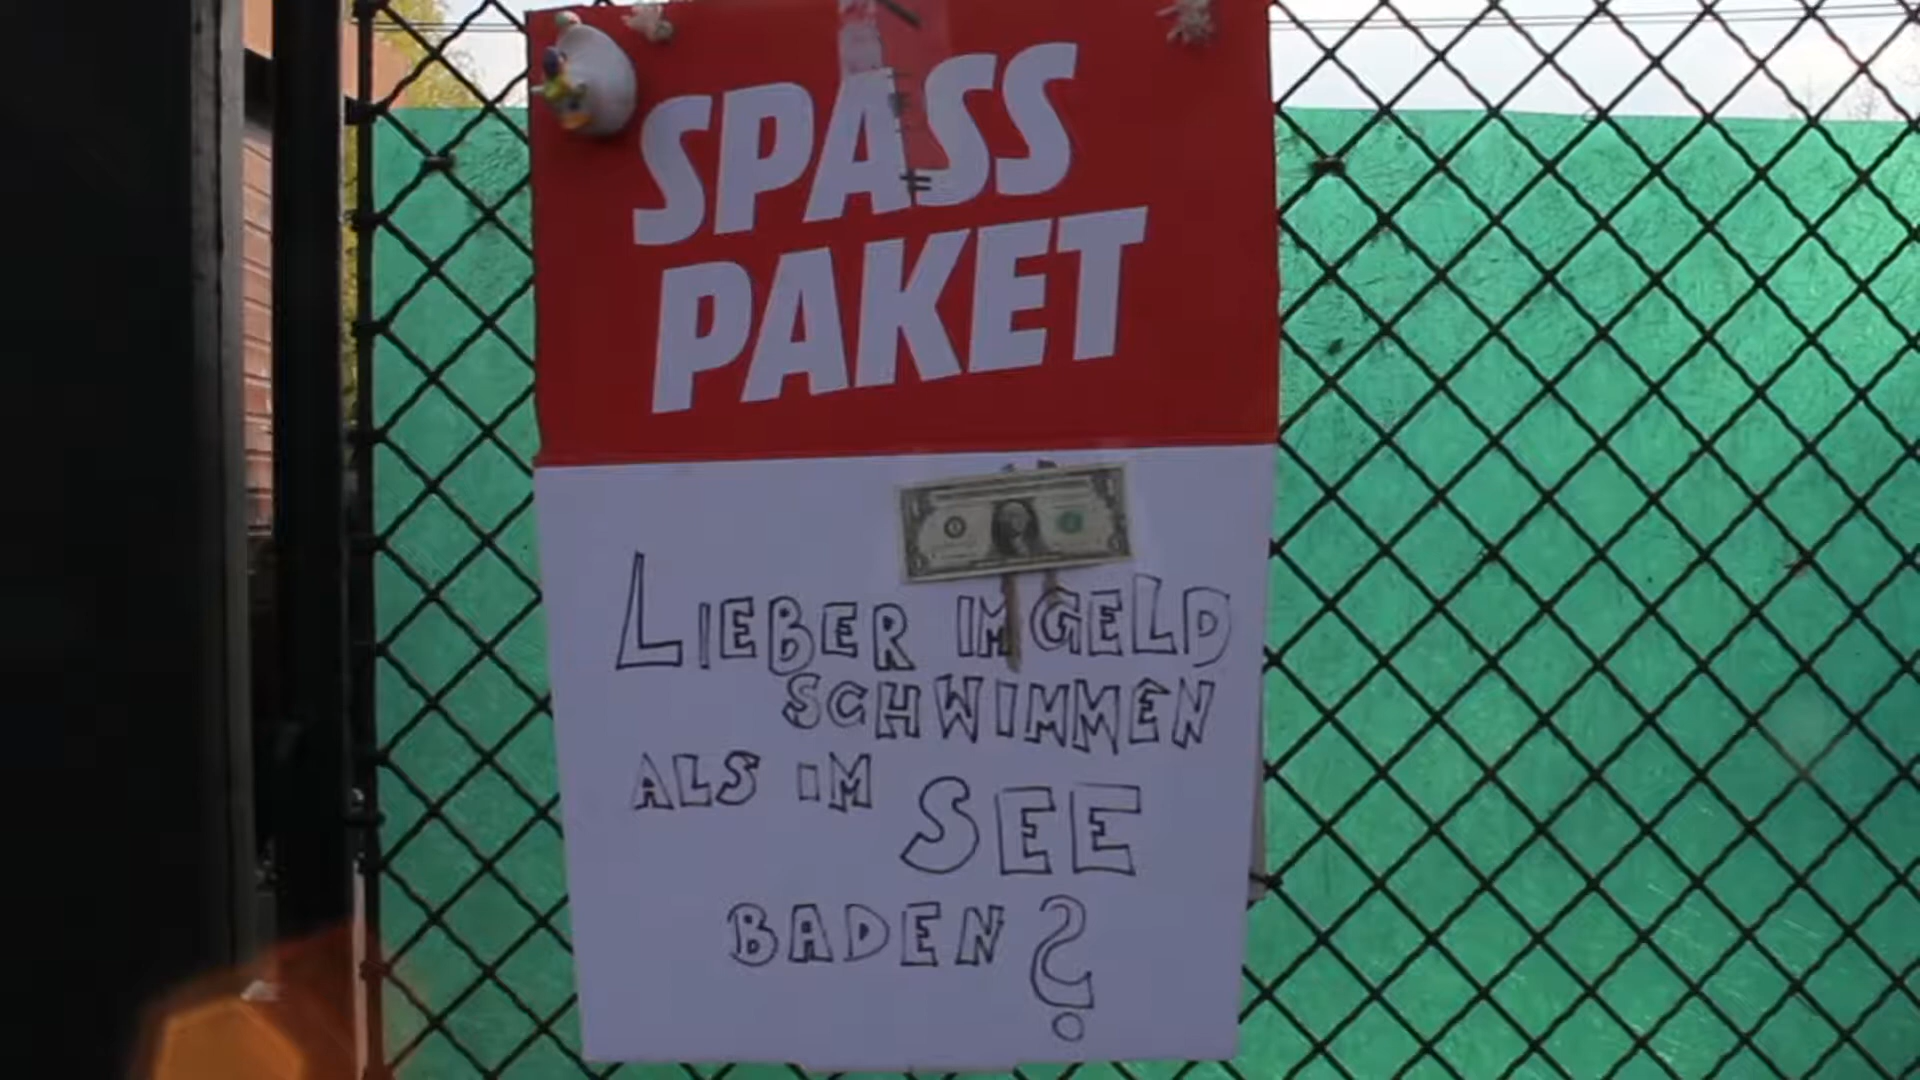 SPASS
PAKET
LIEBER IM GELD
SCHWIMMEN
ALS IM SEE
BADEN?